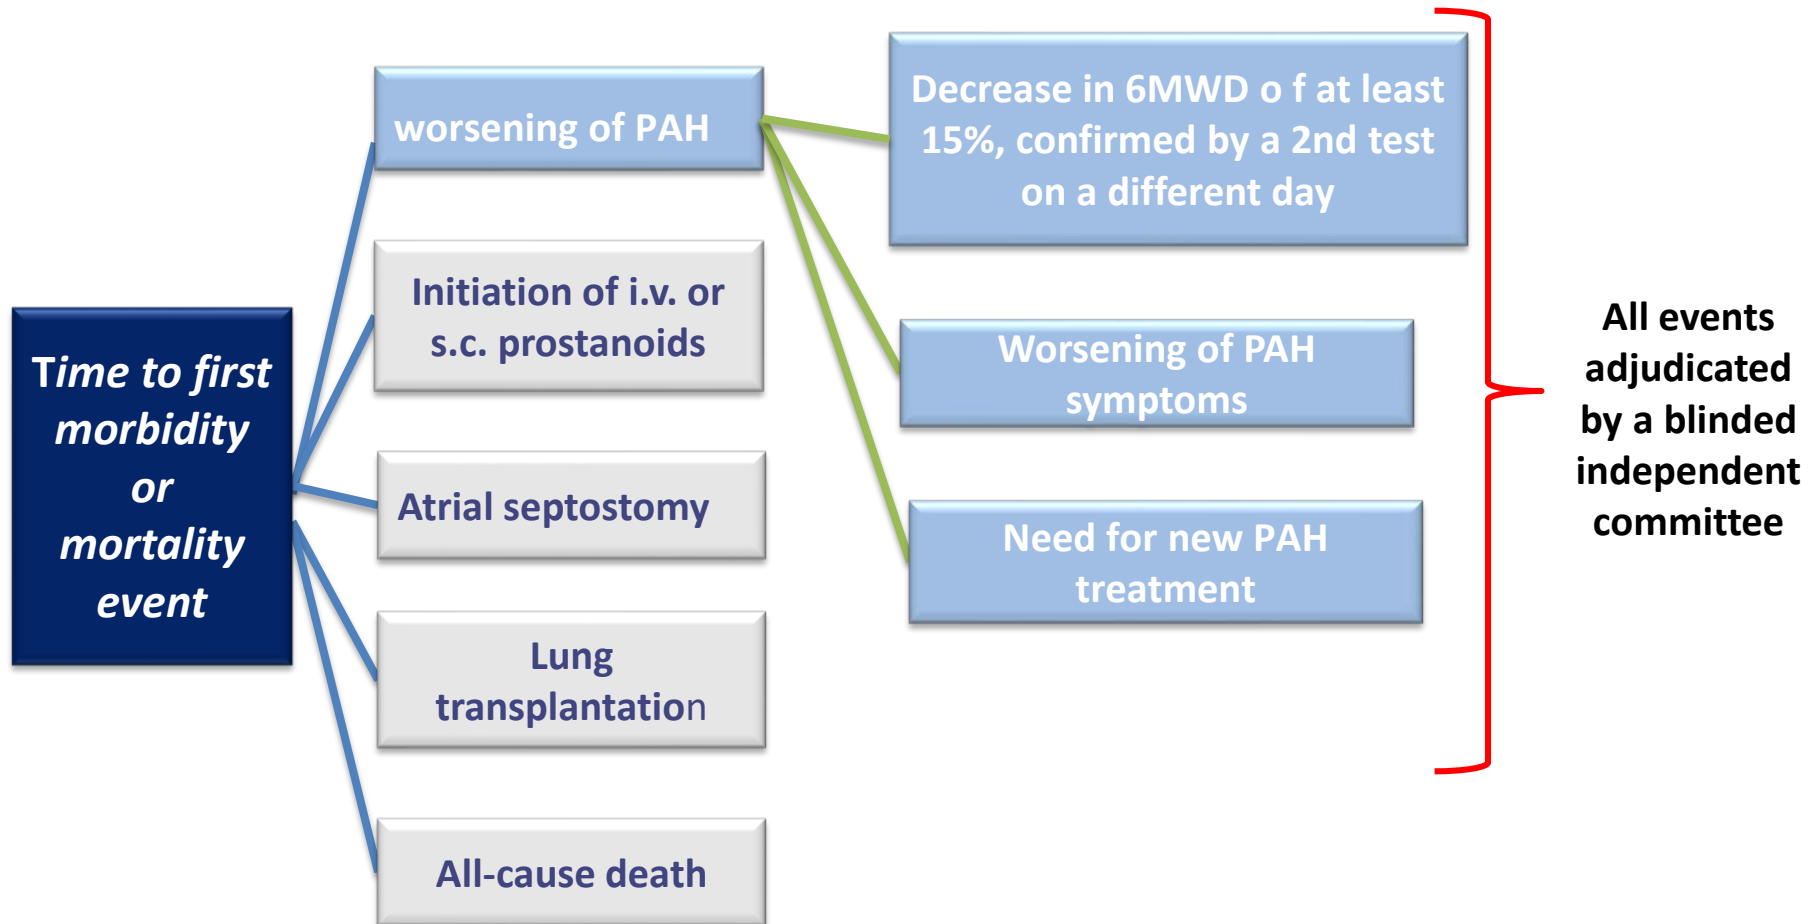 Time to first
morbidity
or
mortality
event
worsening of PAH
Initiation of i.v. or
s.c. prostanoids
Atrial septostomy
Lung
transplantation
All-cause death
Decrease in 6MWD o f at least
15%, confirmed by a 2nd test
on a different day
Worsening of PAH
symptoms
Need for new PAH
treatment
All events
adjudicated
by a blinded
independent
committee